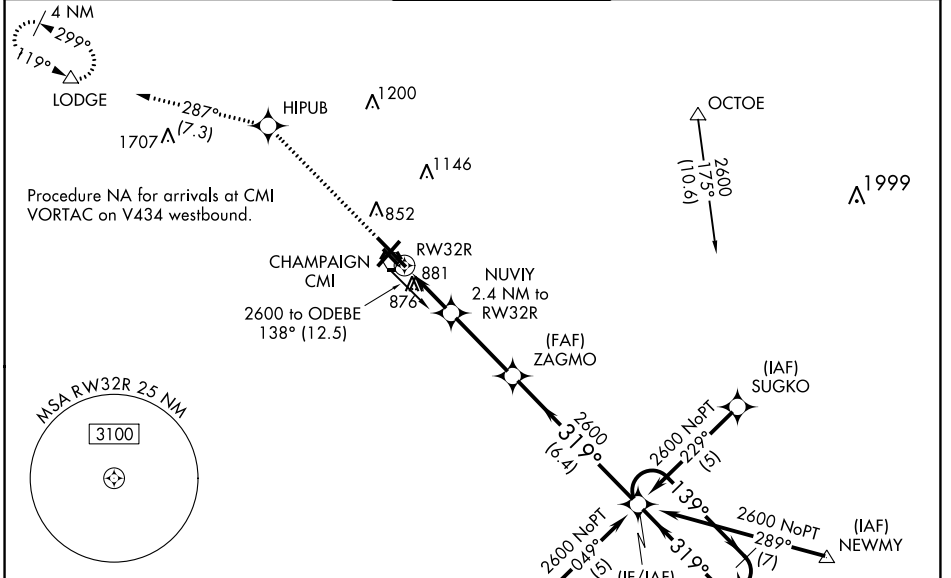 4 NM
299°
119°
LODGE
287°
(7.3)
HIPUB
1200
1707
1146
OCTOE
2600
175°
(10.6)
1999
Procedure NA for arrivals at CMI
VORTAC on V434 westbound.
852
CHAMPAIGN
CMI
RW32R
881
876
NUVIY
2.4 NM to
RW32R
2600 to ODEBE
138° (12.5)
(FAF)
ZAGMO
(IAF)
SUGKO
MSA RW32R 25 NM
3100
2600
319°
(6.4)
2600 NoPT
229°
(5)
139°
2600 NoPT
289°
(7)
(IAF)
NEWMY
2600 NoPT
049°
(5)
319°
(IF/IAF)